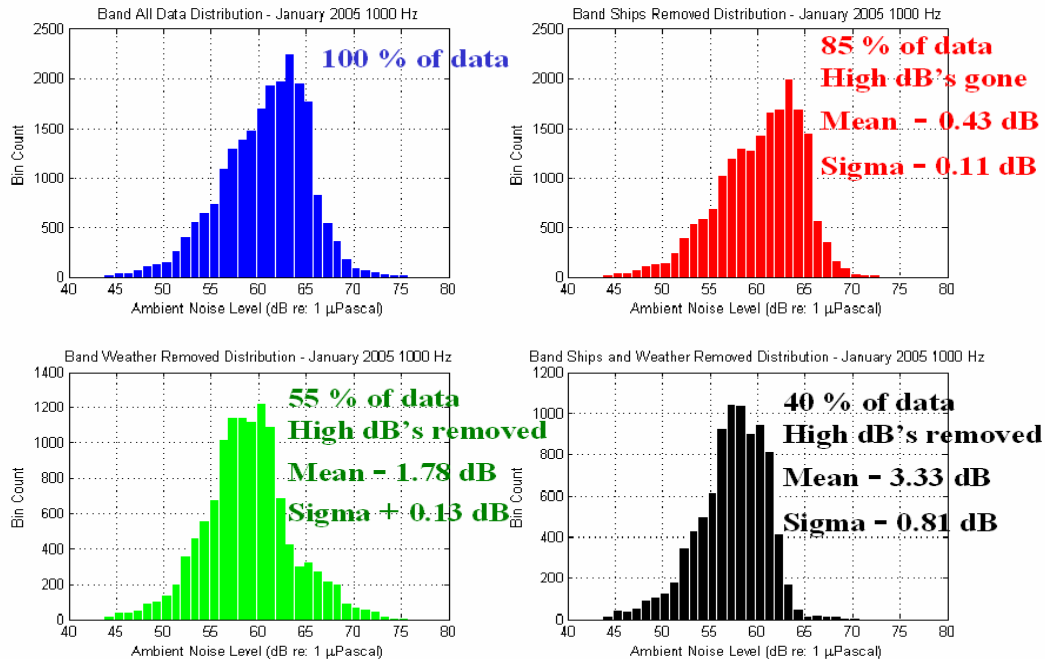 Band All Data Distribution - January 2005 1000 Hz
100 % of data
2500
2000
1500
1000
500
0
Bin Count
40 45 50 55 60 65 70 75 80
Ambient Noise Level (dB re: 1 µPascal)
Band Ships Removed Distribution - January 2005 1000 Hz
85 % of data
High dB's gone
Mean - 0.43 dB
Sigma - 0.11 dB
2500
2000
1500
1000
500
0
Bin Count
40 45 50 55 60 65 70 75 80
Ambient Noise Level (dB re: 1 µPascal)
Band Weather Removed Distribution - January 2005 1000 Hz
55 % of data
High dB's removed
Mean - 1.78 dB
Sigma + 0.13 dB
1400
1200
1000
800
600
400
200
0
Bin Count
40 45 50 55 60 65 70 75 80
Ambient Noise Level (dB re: 1 µPascal)
Band Ships and Weather Removed Distribution - January 2005 1000 Hz
40 % of data
High dB's removed
Mean - 3.33 dB
Sigma - 0.81 dB
1200
1000
800
600
400
200
0
Bin Count
40 45 50 55 60 65 70 75 80
Ambient Noise Level (dB re: 1 µPascal)